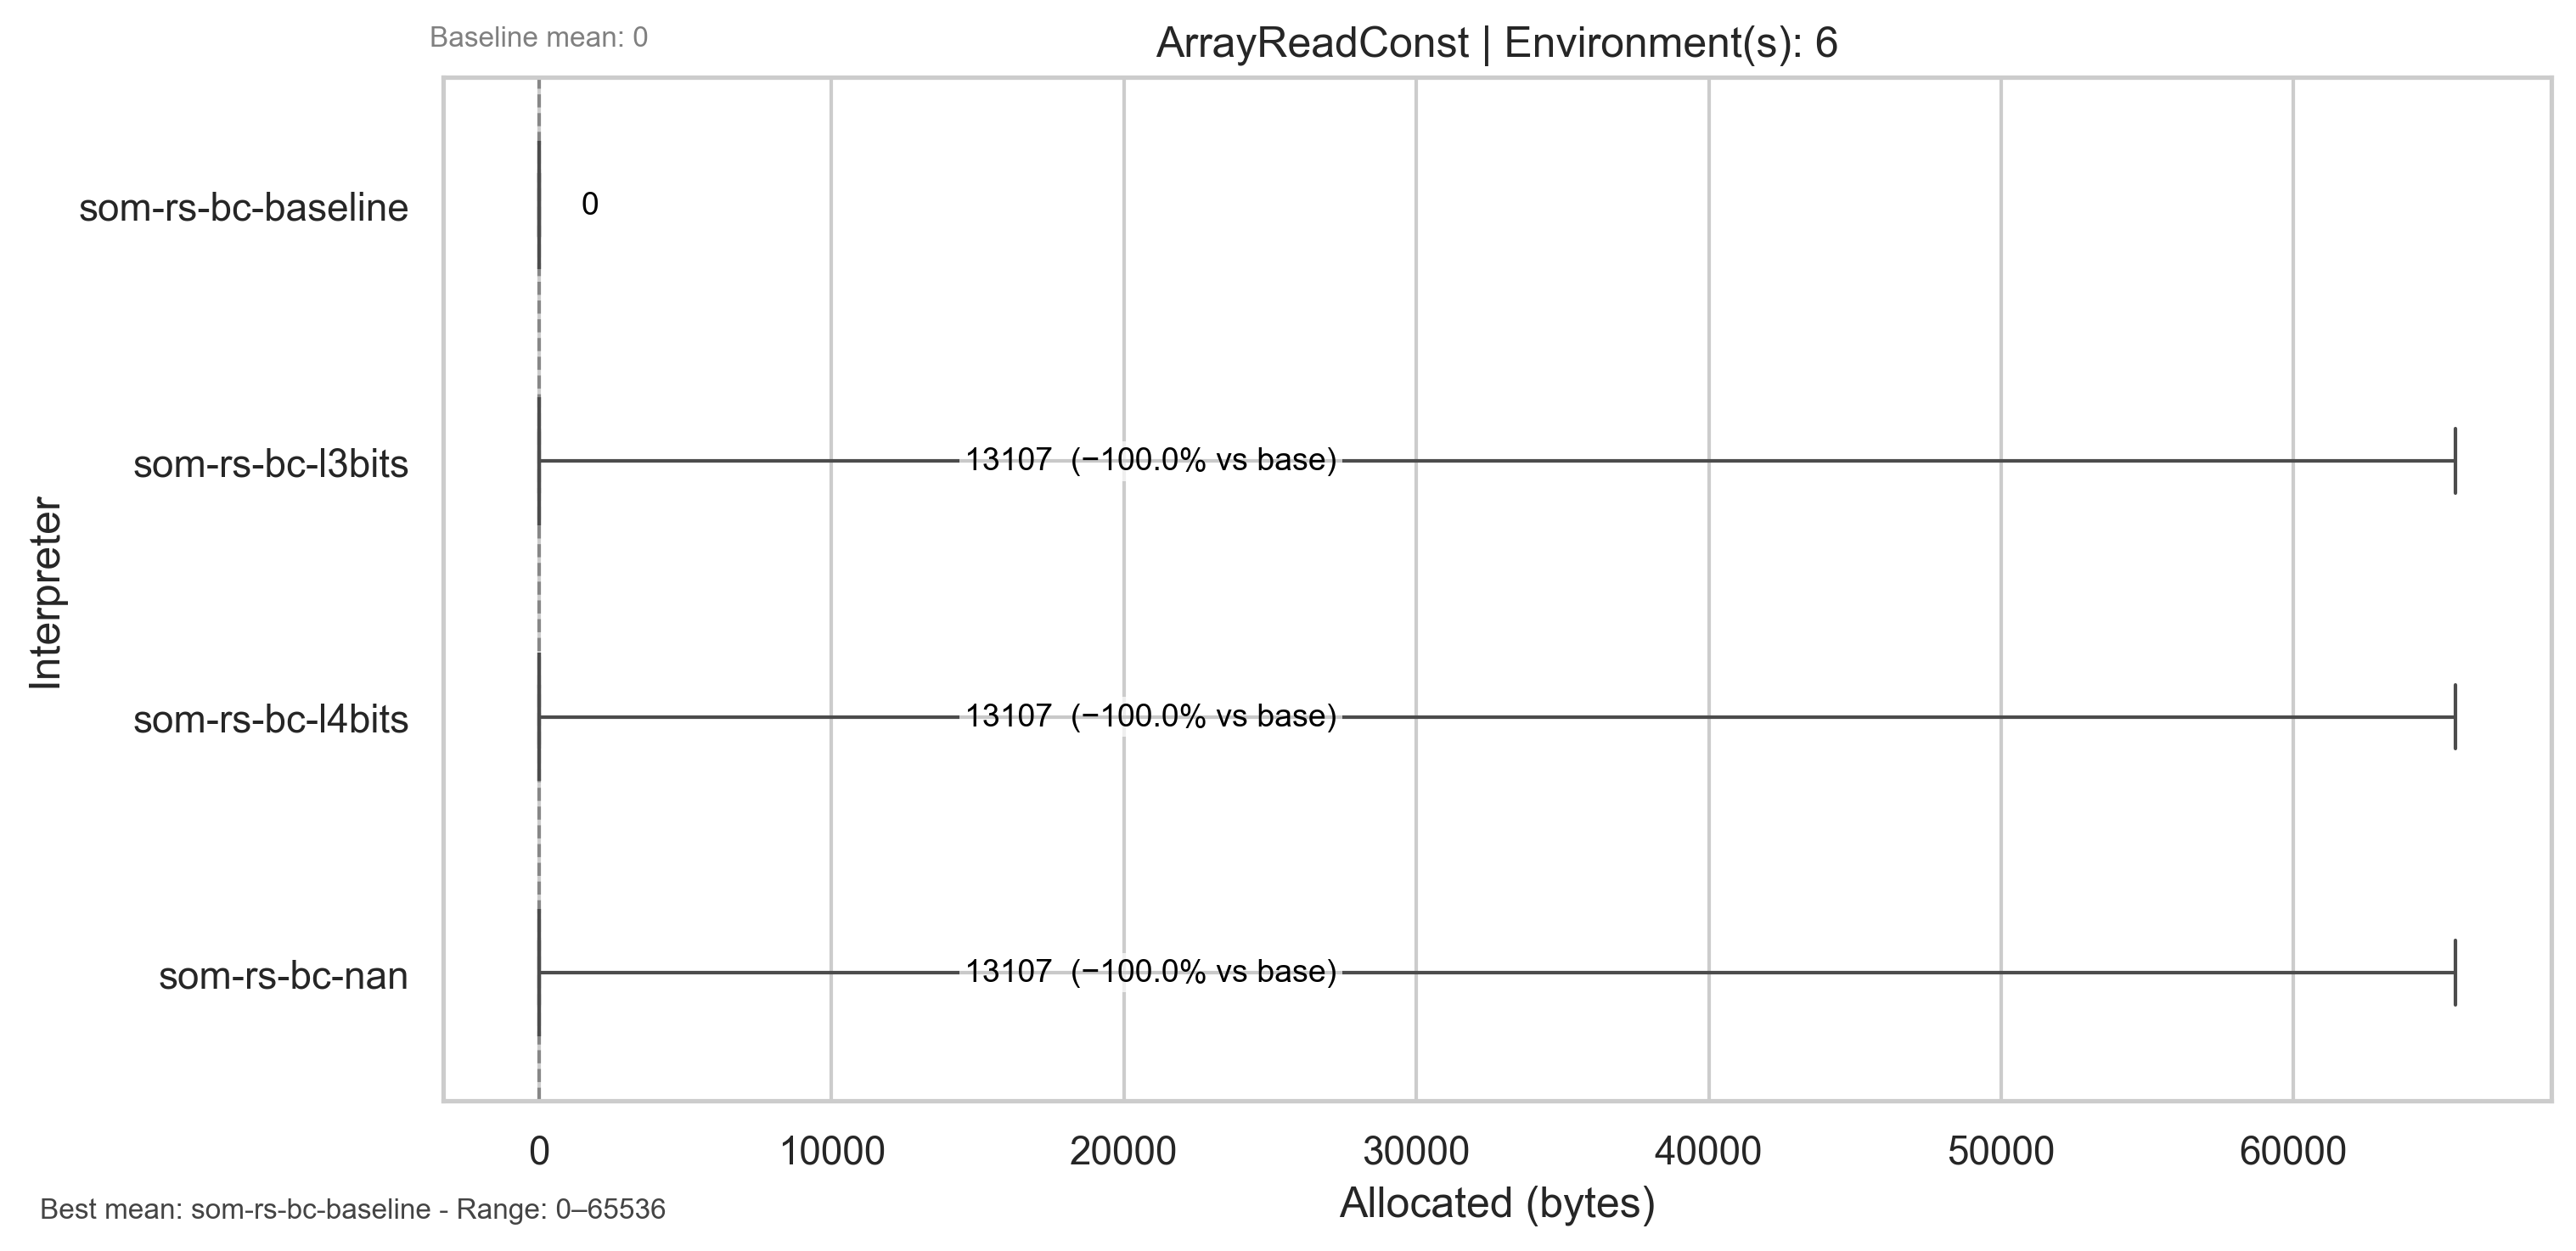 Baseline mean: 0
ArrayReadConst | Environment(s): 6
som-rs-bc-baseline
0
som-rs-bc-l3bits
13107  (−100.0% vs base)
Interpreter
som-rs-bc-l4bits
13107  (−100.0% vs base)
som-rs-bc-nan
13107  (−100.0% vs base)
0 10000 20000 30000 40000 50000 60000
Allocated (bytes)
Best mean: som-rs-bc-baseline - Range: 0–65536